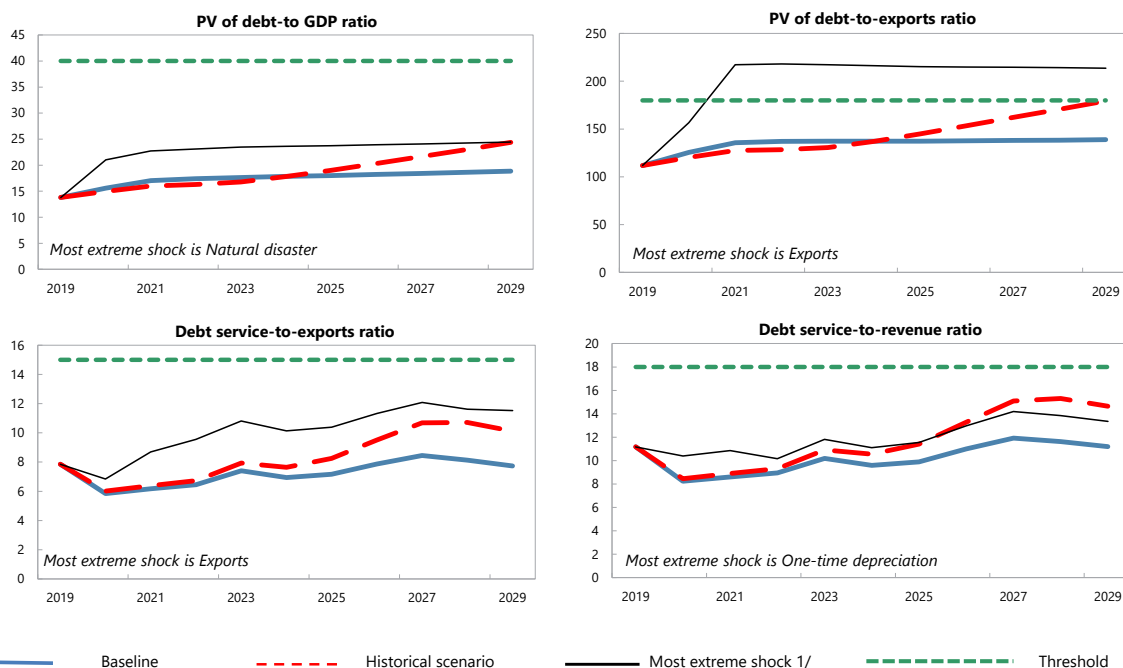 PV of debt-to GDP ratio
45
40
35
30
25
20
15
10
5
0
Most extreme shock is Natural disaster
2019 2021 2023 2025 2027 2029
PV of debt-to-exports ratio
250
200
150
100
50
0
Most extreme shock is Exports
2019 2021 2023 2025 2027 2029
Debt service-to-exports ratio
16
14
12
10
8
6
4
2
0
Most extreme shock is Exports
2019 2021 2023 2025 2027 2029
Debt service-to-revenue ratio
20
18
16
14
12
10
8
6
4
2
0
Most extreme shock is One-time depreciation
2019 2021 2023 2025 2027 2029
Baseline Historical scenario Most extreme shock 1/ Threshold